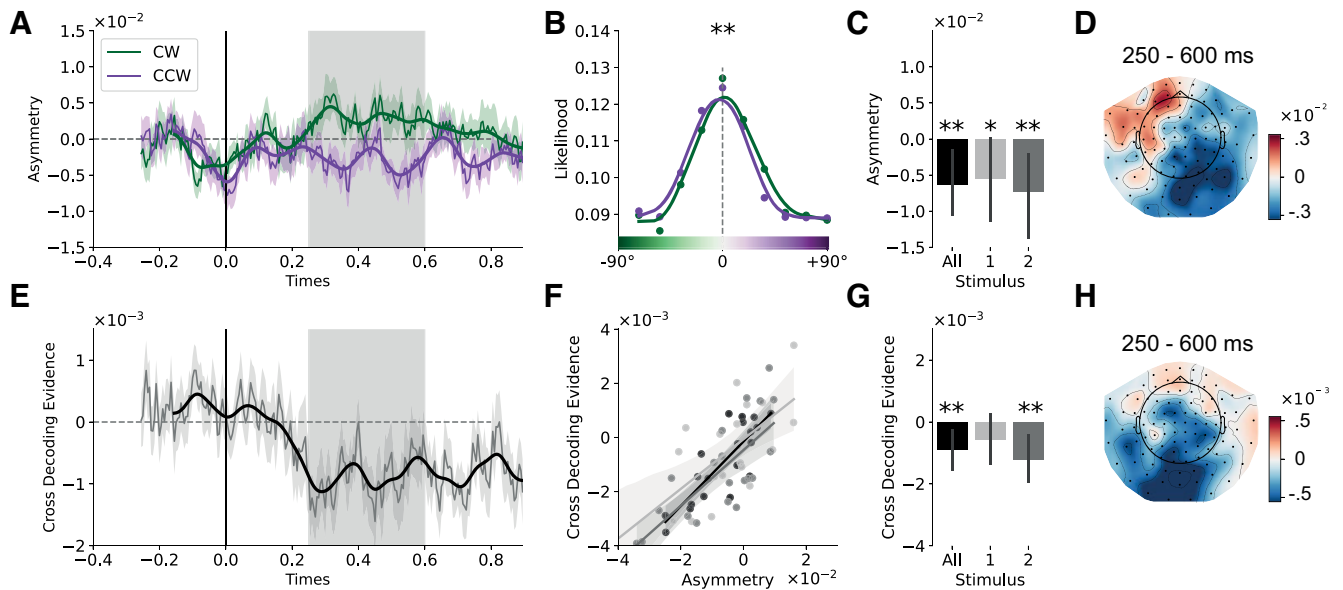 A
×10⁻²
1.5
1.0
0.5
0.0
−0.5
−1.0
−1.5
Asymmetry
CW
CCW
−0.4
−0.2
0.0
0.2
0.4
0.6
0.8
Times
B
**
0.14
0.13
0.12
0.11
0.10
0.09
Likelihood
-90°
0
+90°
C
×10⁻²
1.5
1.0
0.5
0.0
−0.5
−1.0
−1.5
Asymmetry
** * **
All
1
2
Stimulus
D
250 - 600 ms
×10⁻²
.3
0
-.3
E
×10⁻³
1
0
−1
−2
Cross Decoding Evidence
−0.4
−0.2
0.0
0.2
0.4
0.6
0.8
Times
F
×10⁻³
4
2
0
−2
−4
Cross Decoding Evidence
−4
−2
0
2
Asymmetry
×10⁻²
G
×10⁻³
4
2
0
−2
−4
Cross Decoding Evidence
** **
All
1
2
Stimulus
H
250 - 600 ms
×10⁻³
.5
0
-.5